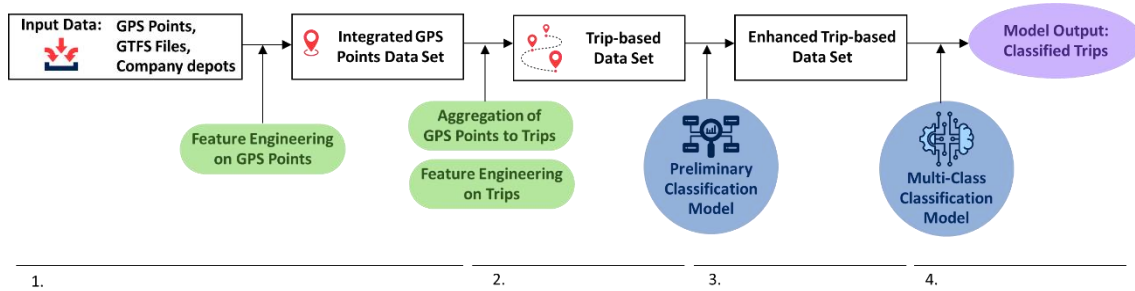 Input Data:
GPS Points,
GTFS Files,
Company depots
Integrated GPS
Points Data Set
Trip-based
Data Set
Enhanced Trip-based
Data Set
Model Output:
Classified Trips
Feature Engineering
on GPS Points
Aggregation of
GPS Points to Trips
Feature Engineering
on Trips
Preliminary
Classification
Model
Multi-Class
Classification
Model
1.
2.
3.
4.